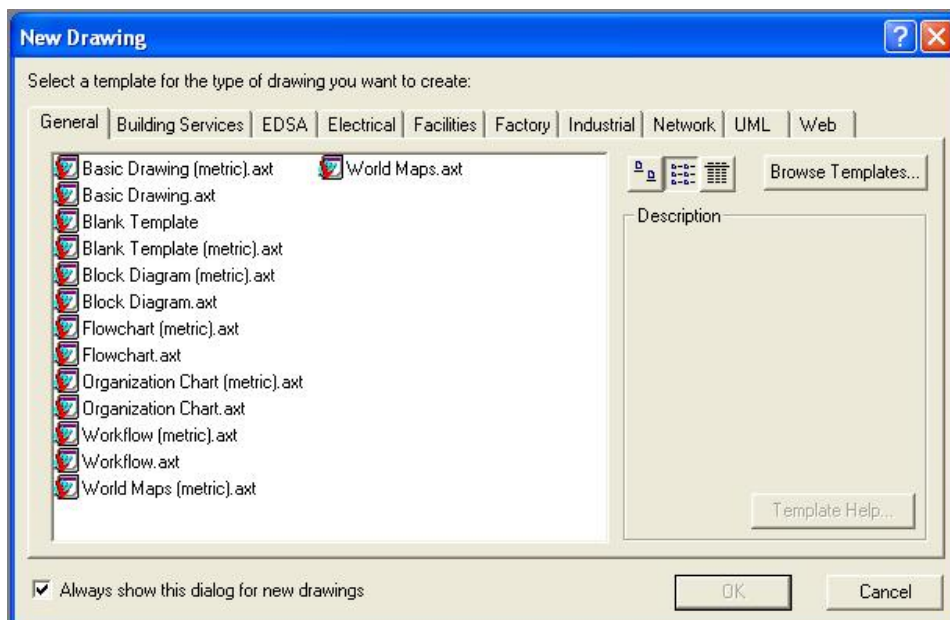 New Drawing
Select a template for the type of drawing you want to create:
General Building Services EDSA Electrical Facilities Factory Industrial Network UML Web
Basic Drawing (metric).axt
Basic Drawing.axt
Blank Template
Blank Template (metric).axt
Block Diagram (metric).axt
Block Diagram.axt
Flowchart (metric).axt
Flowchart.axt
Organization Chart (metric).axt
Organization Chart.axt
Workflow (metric).axt
Workflow.axt
World Maps (metric).axt
World Maps.axt
Browse Templates...
Description
Template Help...
Always show this dialog for new drawings
OK
Cancel